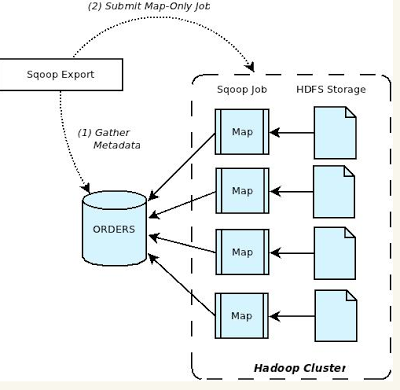 (2) Submit Map-Only Job
Sqoop Export
Sqoop Job
HDFS Storage
(1) Gather
Metadata
Map
Map
ORDERS
Map
Map
Hadoop Cluster